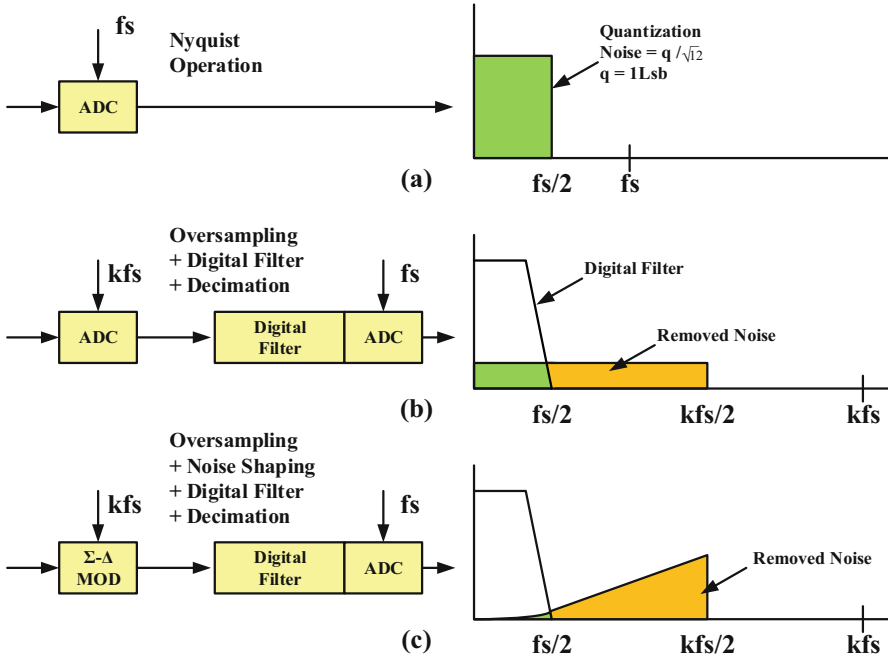 fs
Nyquist
Operation
ADC
Quantization
Noise = q /√12
q = 1Lsb
fs/2
fs
(a)
Oversampling
+ Digital Filter
+ Decimation
kfs
fs
ADC
Digital
Filter
ADC
Digital Filter
Removed Noise
fs/2
kfs/2
kfs
(b)
Oversampling
+ Noise Shaping
+ Digital Filter
+ Decimation
kfs
fs
Σ-Δ
MOD
Digital
Filter
ADC
Removed Noise
fs/2
kfs/2
kfs
(c)